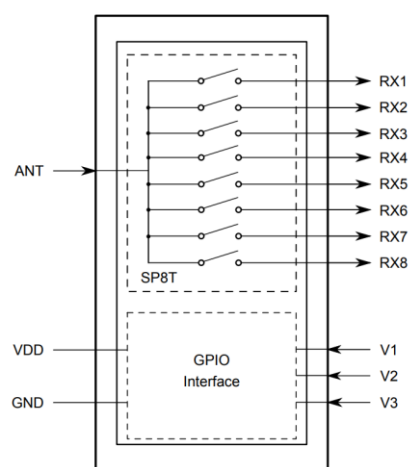 RX1
RX2
RX3
RX4
ANT
RX5
RX6
RX7
RX8
SP8T
VDD
GPIO
Interface
V1
V2
GND
V3